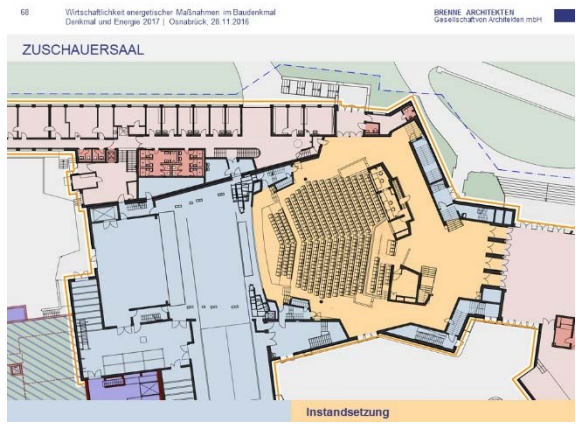 68
Wirtschaftlichkeit energetischer Maßnahmen im Baudenkmal
Denkmal und Energie 2017 | Osnabrück, 28.11.2016
BRENNE ARCHITEKTEN
Gesellschaft von Architekten mbH
ZUSCHAUERSAAL
Instandsetzung